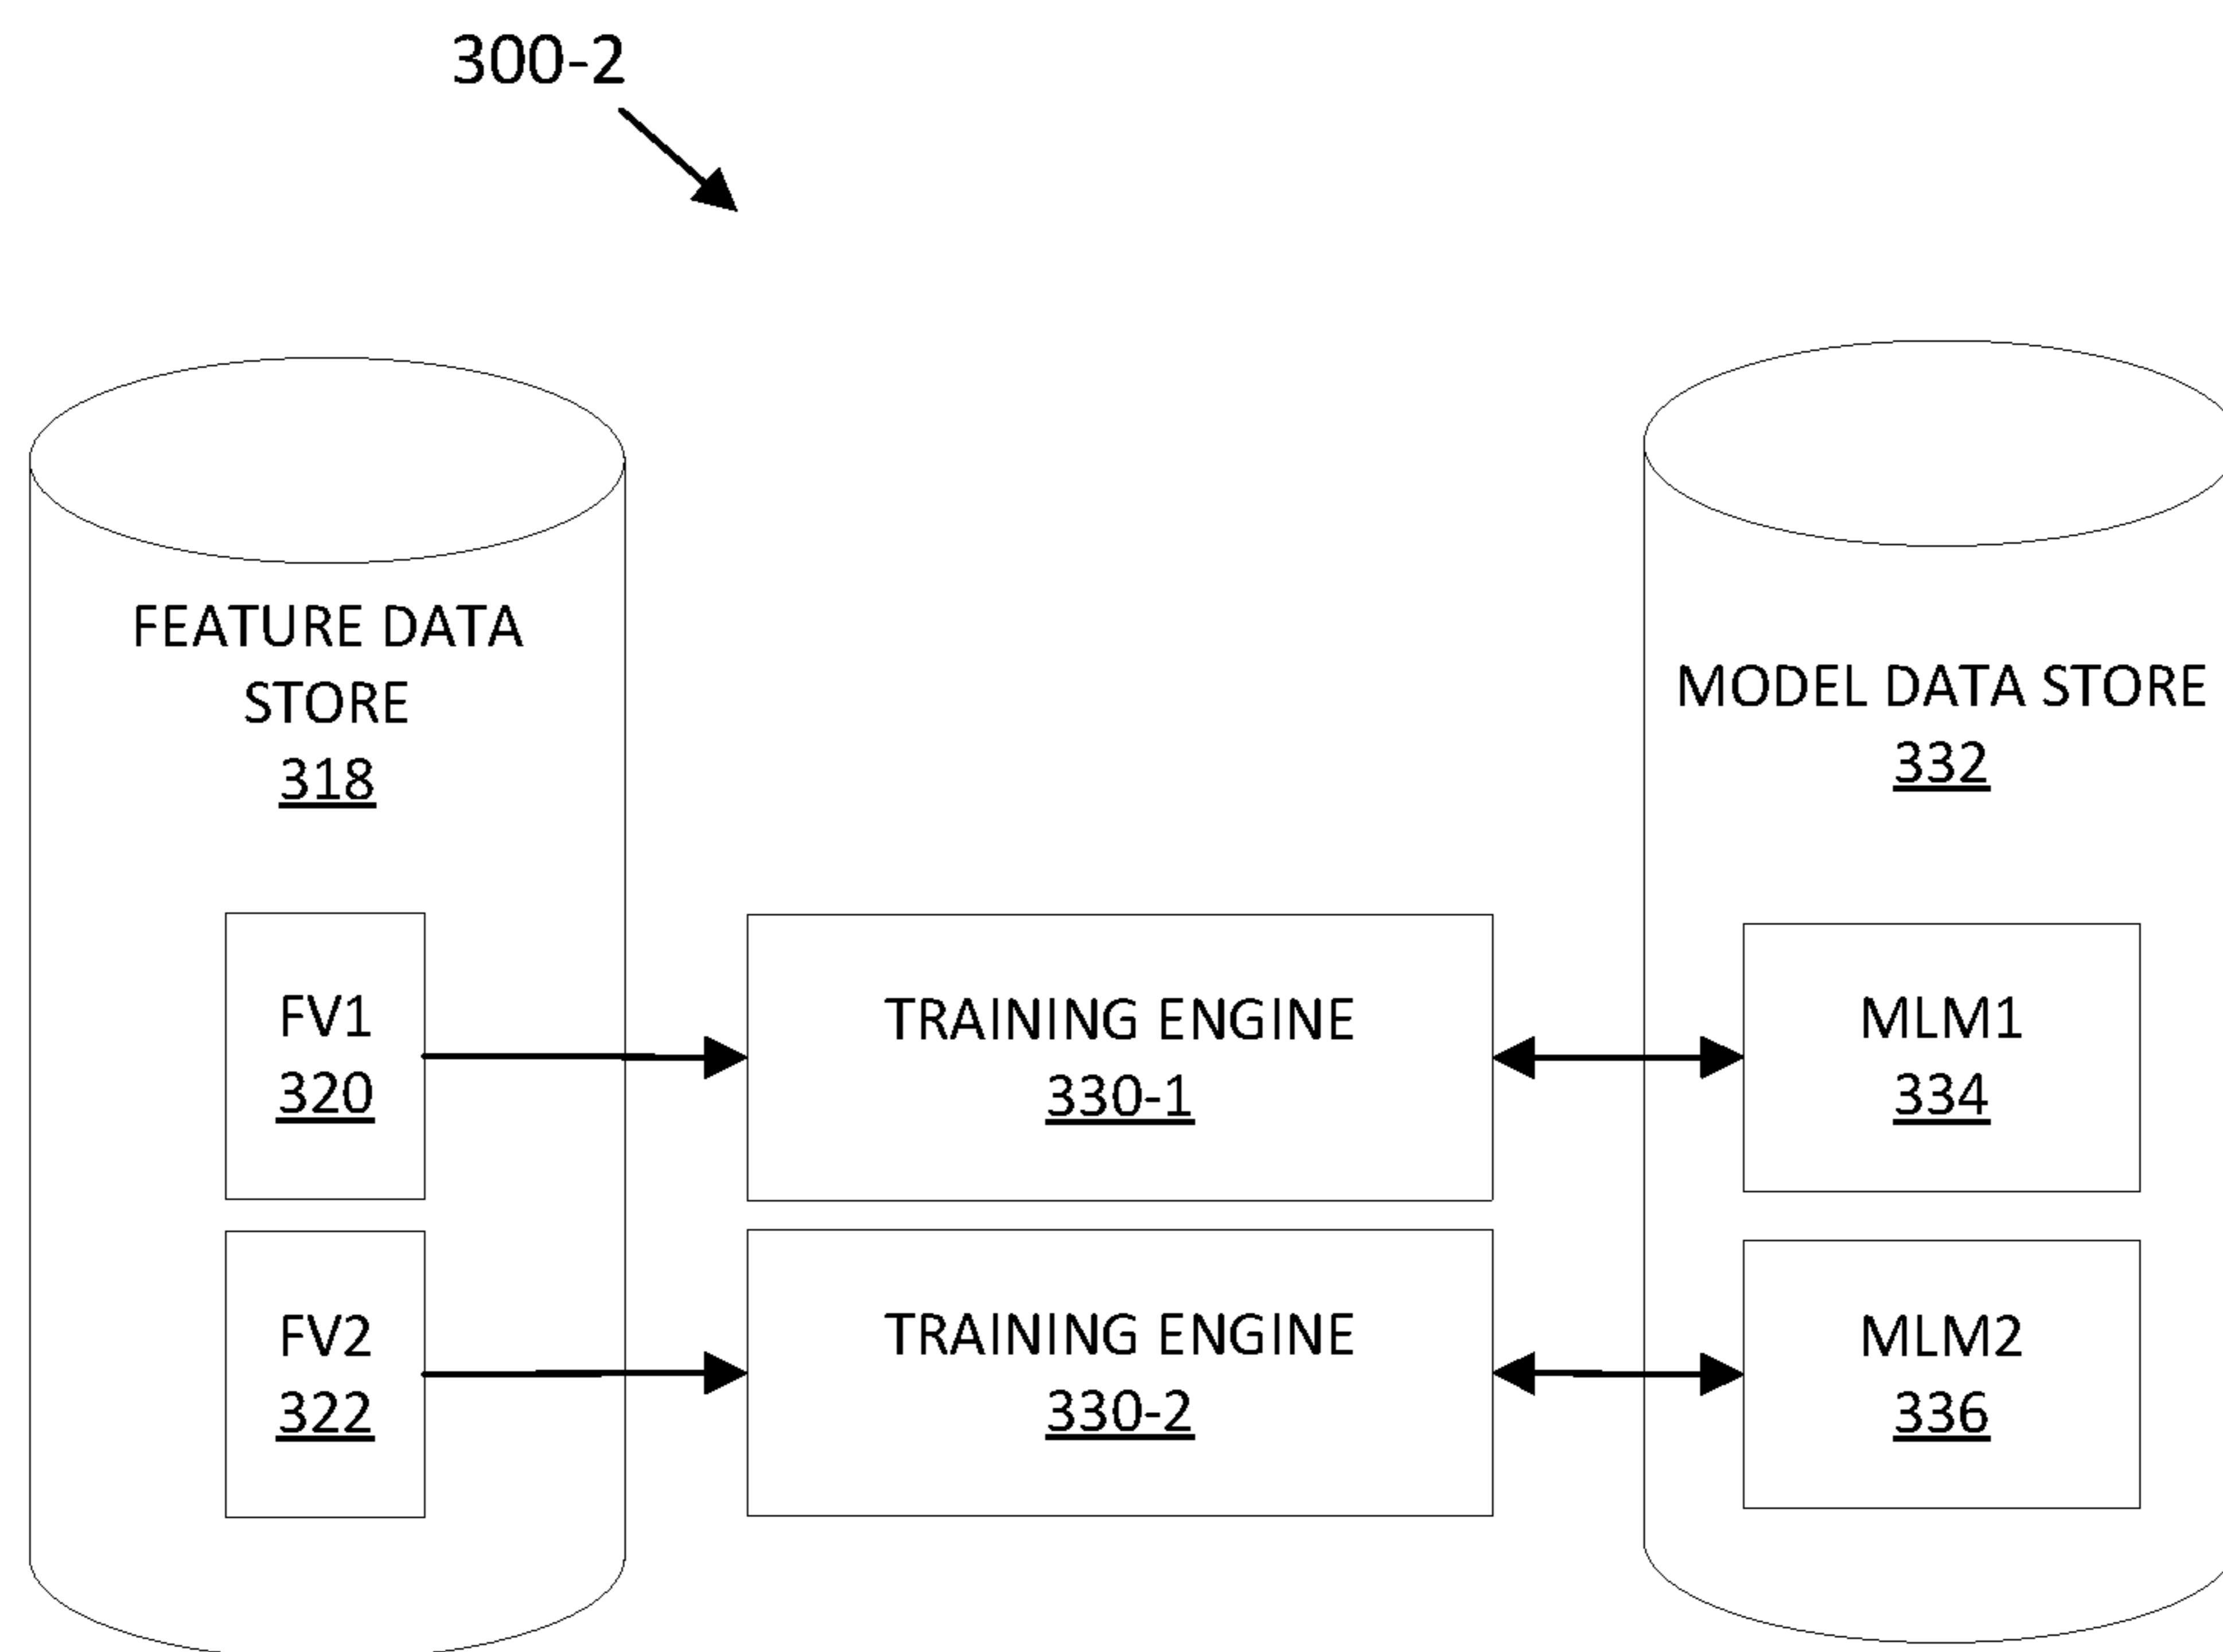 300-2
FEATURE DATA
STORE
318
MODEL DATA STORE
332
FV1
320
TRAINING ENGINE
330-1
MLM1
334
FV2
322
TRAINING ENGINE
330-2
MLM2
336